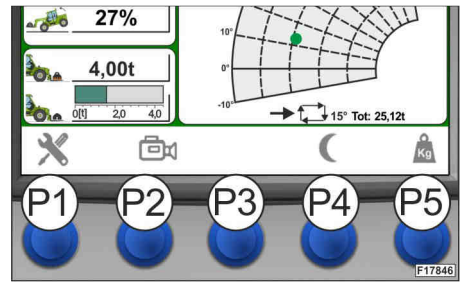 27%
10°
4,00t
0°
-10°
0[t] 2,0 4,0
15° Tot: 25,12t
Kg
P1 P2 P3 P4 P5
F17846